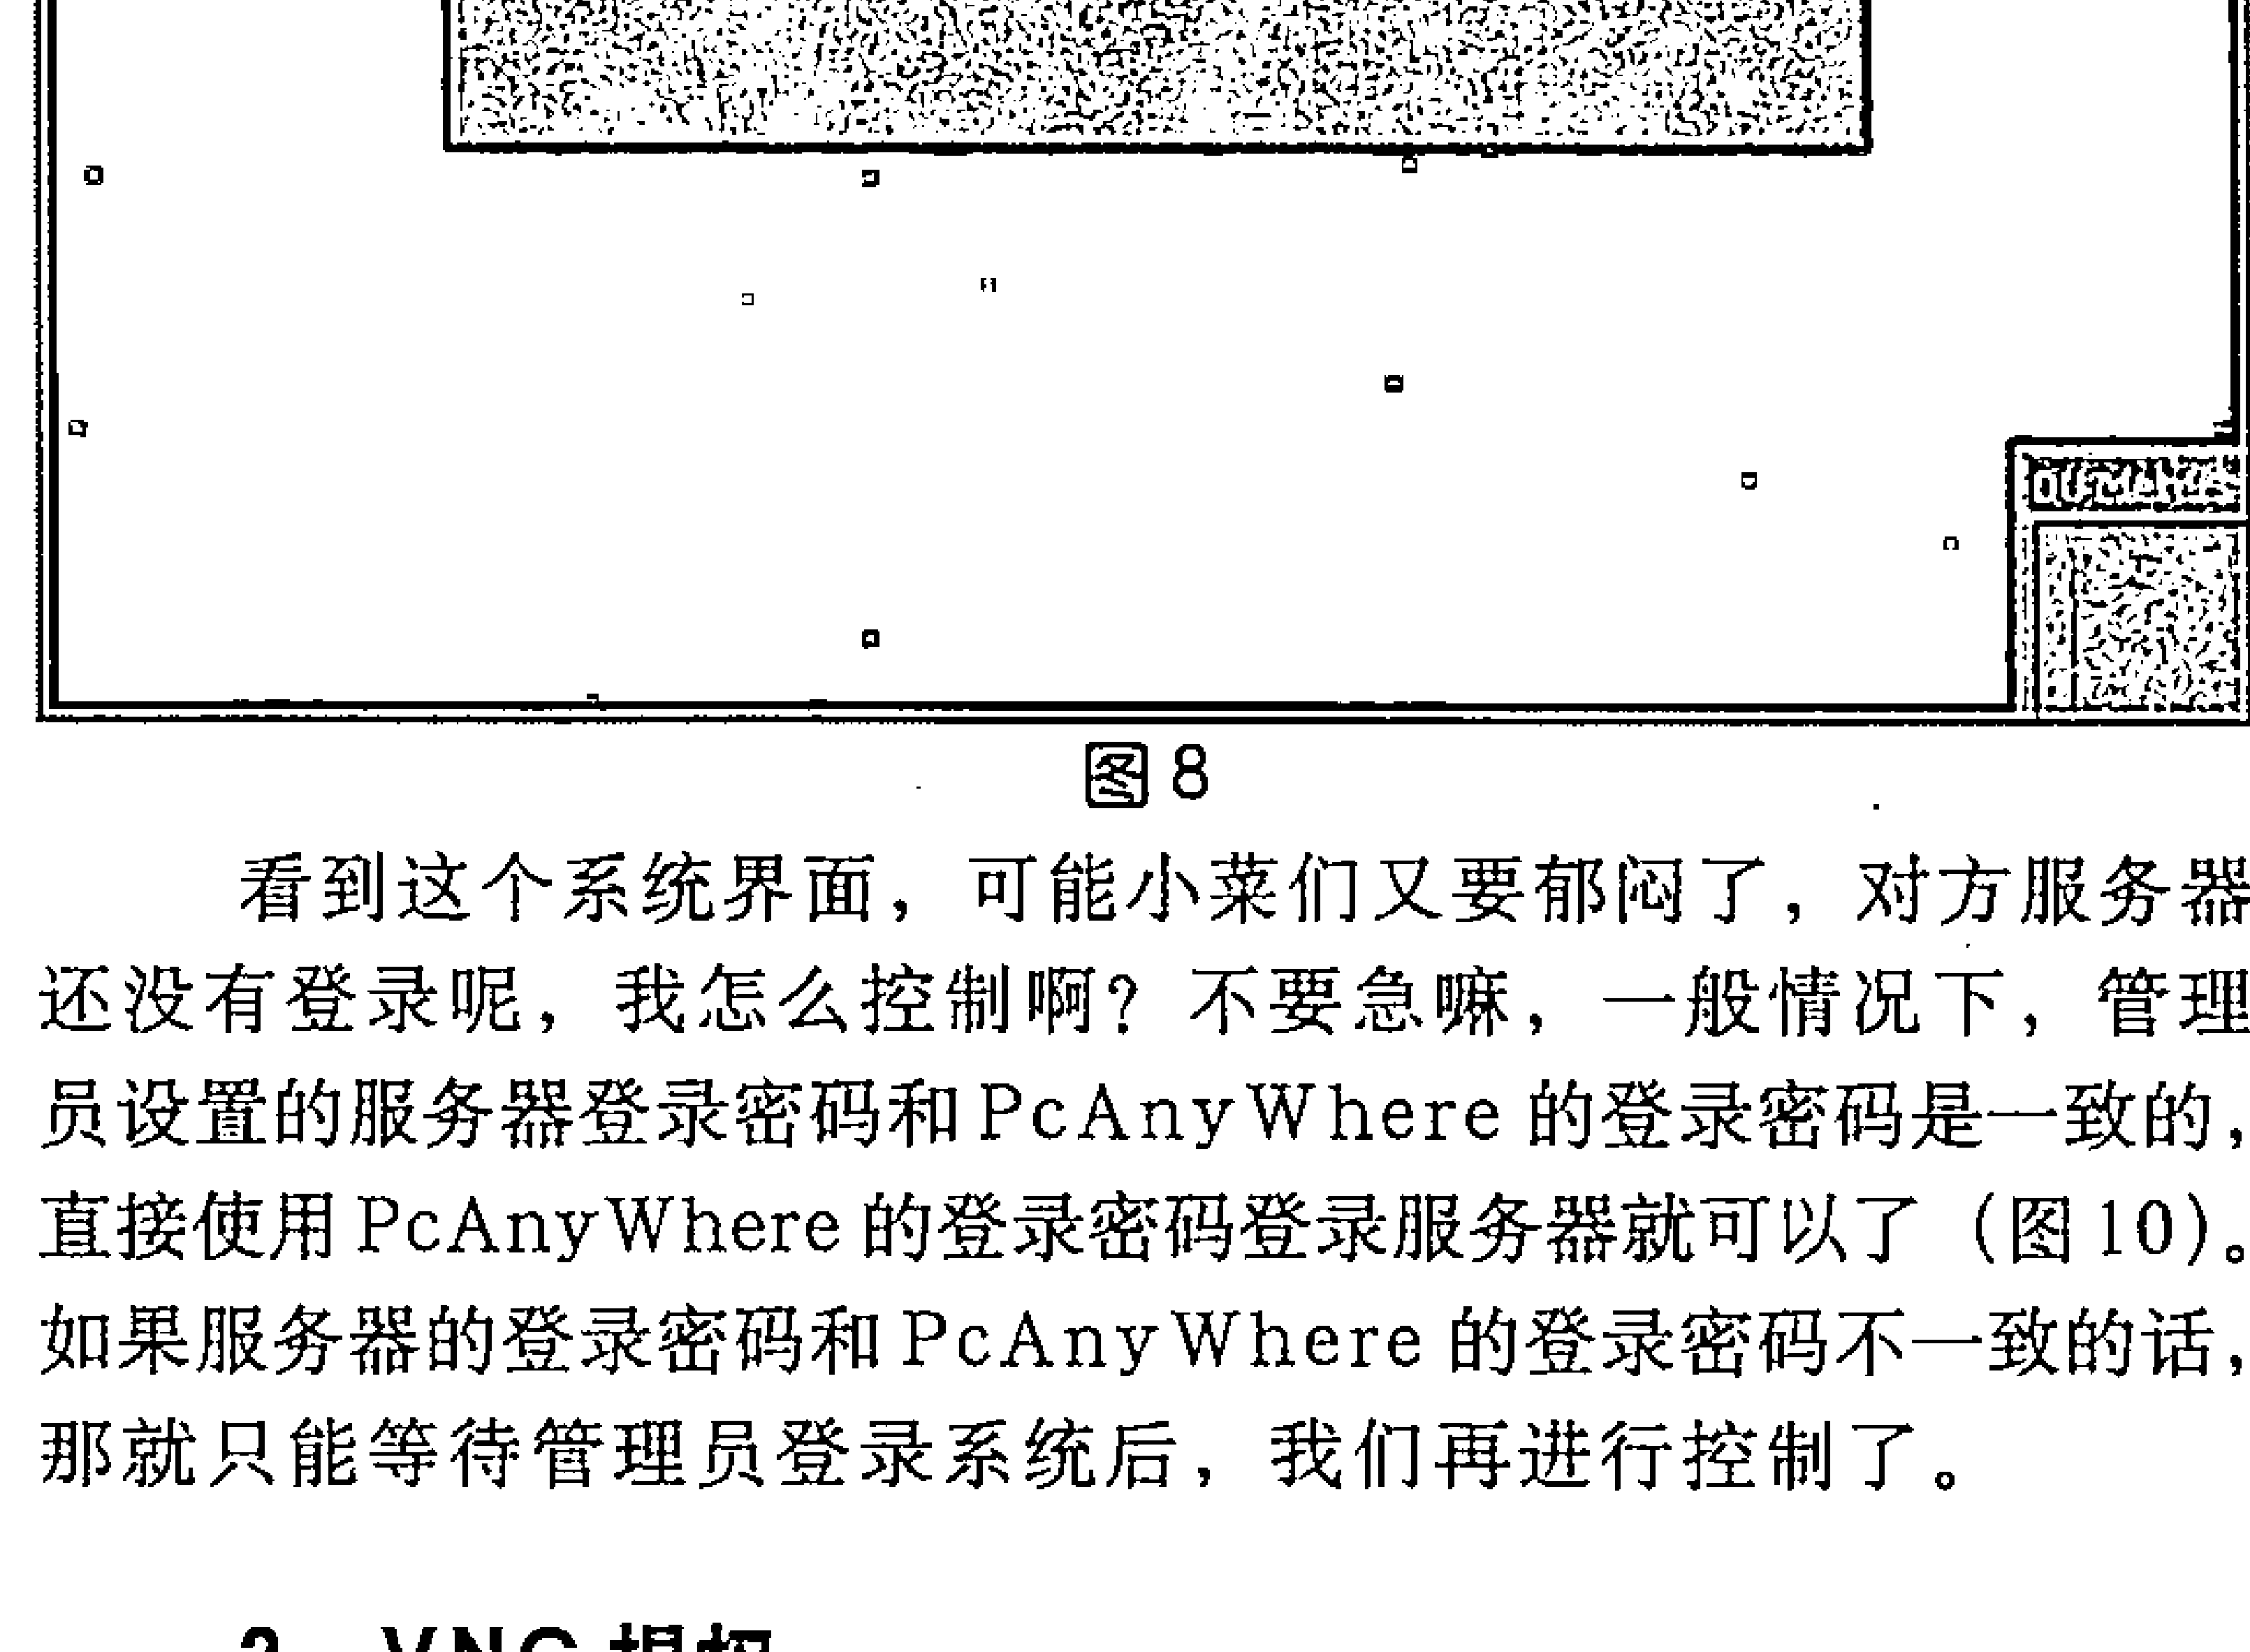 图8
看到这个系统界面，可能小菜们又要郁闷了，对方服务器
还没有登录呢，我怎么控制啊？不要急嘛，一般情况下，管理
员设置的服务器登录密码和PcAnyWhere的登录密码是一致的，
直接使用PcAnyWhere的登录密码登录服务器就可以了（图10）。
如果服务器的登录密码和PcAnyWhere的登录密码不一致的话，
那就只能等待管理员登录系统后，我们再进行控制了。
VNC提权